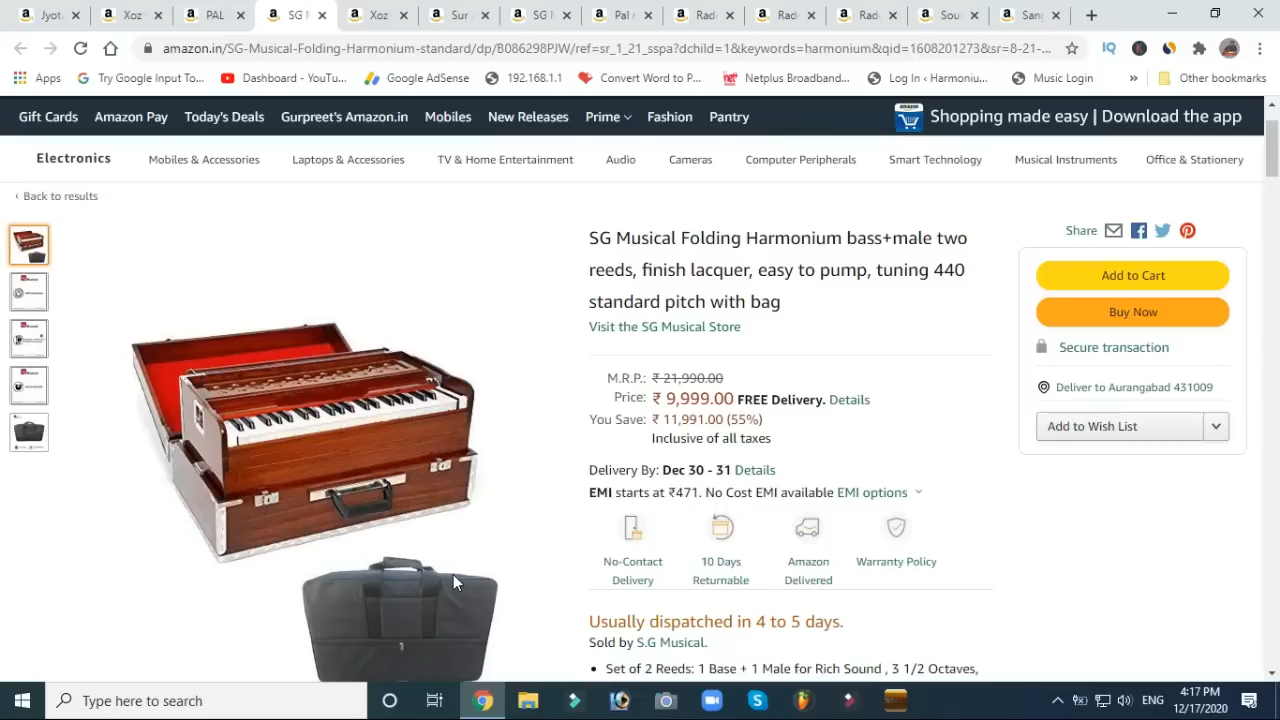 Jyot
Xoz
PAL
SG M
Xoz
Sur
SG I
Pal r
Rade
Rade
Rade
Sou
Sang
amazon.in/SG-Musical-Folding-Harmonium-standard/dp/B086298PJW/ref=sr_1_21_sspa?dchild=1&keywords=harmonium&qid=1608201273&sr=8-21-...
Apps Try Google Input To... Dashboard - YouTu... Google AdSense 192.168.1.1 Convert Word to P... Netplus Broadband... Log In ‹ Harmoniu... Music Login » Other bookmarks
Gift Cards Amazon Pay Today's Deals Gurpreet's Amazon.in Mobiles New Releases Prime Fashion Pantry Shopping made easy | Download the app
Electronics Mobiles & Accessories Laptops & Accessories TV & Home Entertainment Audio Cameras Computer Peripherals Smart Technology Musical Instruments Office & Stationery
‹ Back to results
SG Musical Folding Harmonium bass+male two
reeds, finish lacquer, easy to pump, tuning 440
standard pitch with bag
Visit the SG Musical Store
M.R.P.: ₹ 21,990.00
Price: ₹ 9,999.00 FREE Delivery. Details
You Save: ₹ 11,991.00 (55%)
Inclusive of all taxes
Delivery By: Dec 30 - 31 Details
EMI starts at ₹471. No Cost EMI available EMI options
No-Contact
Delivery
10 Days
Returnable
Amazon
Delivered
Warranty Policy
Usually dispatched in 4 to 5 days.
Sold by S.G Musical.
• Set of 2 Reeds: 1 Base + 1 Male for Rich Sound , 3 1/2 Octaves,
Share
Add to Cart
Buy Now
Secure transaction
Deliver to Aurangabad 431009
Add to Wish List
Type here to search
ENG
4:17 PM
12/17/2020